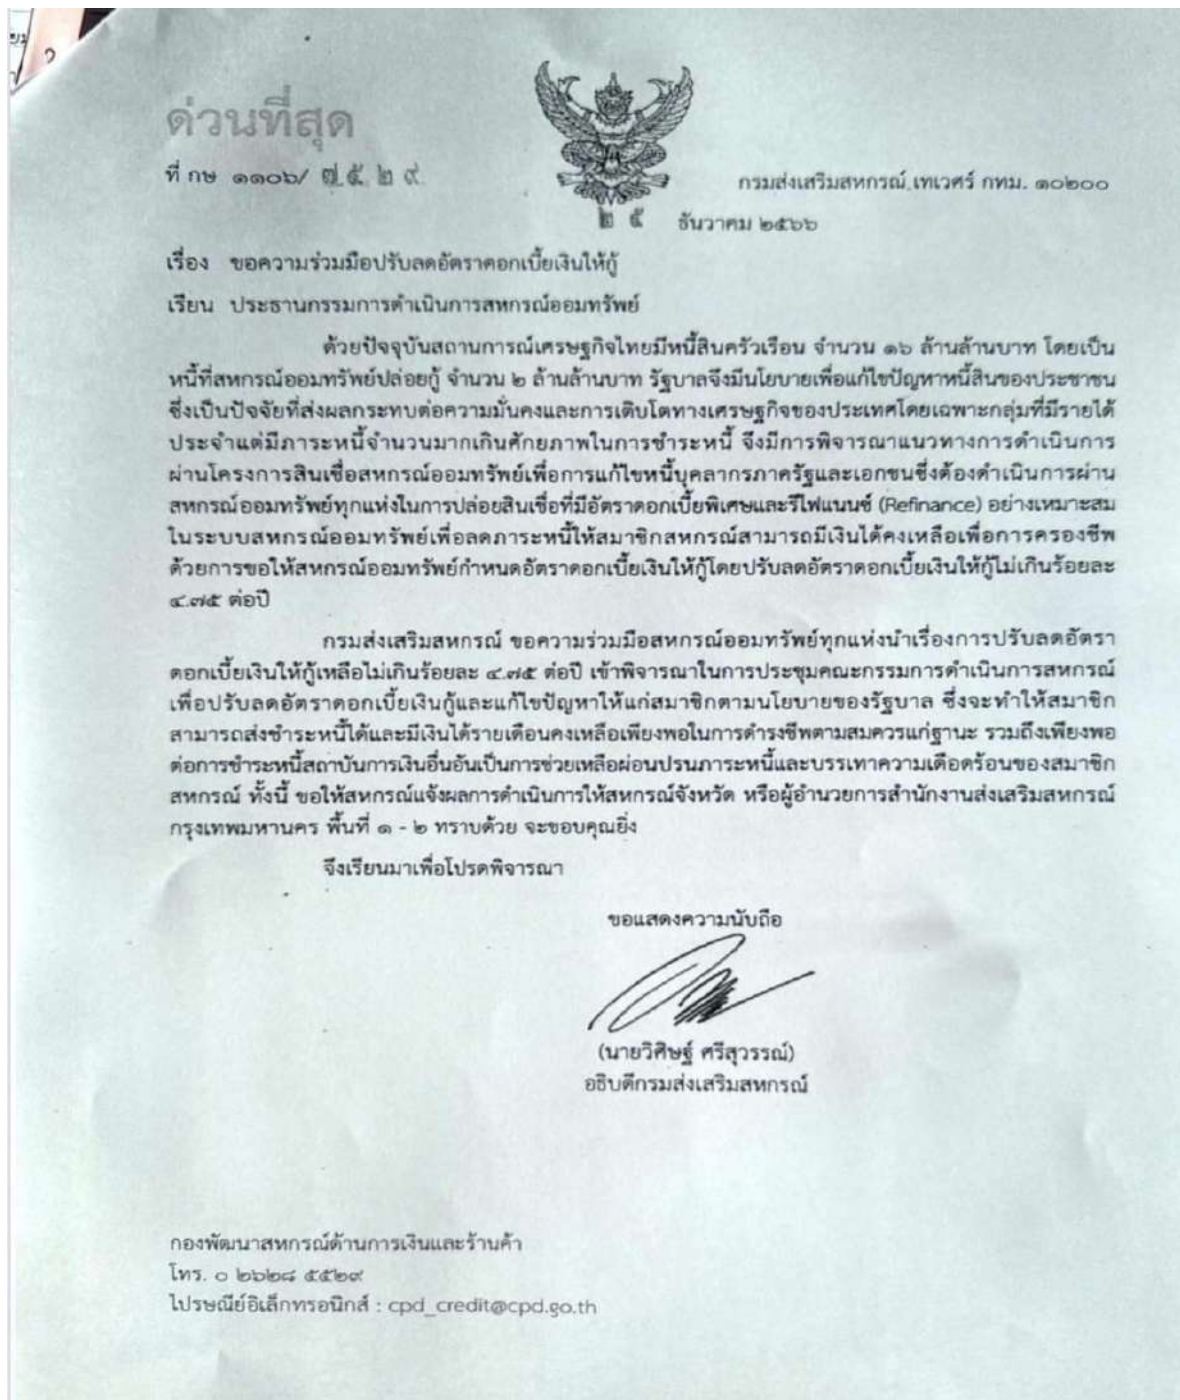 ด่วนที่สุด
ที่ กษ ๑๑๐๖/ ๗๕๒๙
กรมส่งเสริมสหกรณ์ เทเวศร์ กทม. ๑๐๒๐๐
๒๕ ธันวาคม ๒๕๖๖
เรื่อง ขอความร่วมมือปรับลดอัตราดอกเบี้ยเงินให้กู้
เรียน ประธานกรรมการดำเนินการสหกรณ์ออมทรัพย์
ด้วยปัจจุบันสถานการณ์เศรษฐกิจไทยมีหนี้สินครัวเรือน จำนวน ๑๖ ล้านล้านบาท โดยเป็น
หนี้ที่สหกรณ์ออมทรัพย์ปล่อยกู้ จำนวน ๒ ล้านล้านบาท รัฐบาลจึงมีนโยบายเพื่อแก้ไขปัญหาหนี้สินของประชาชน
ซึ่งเป็นปัจจัยที่ส่งผลกระทบต่อความมั่นคงและการเติบโตทางเศรษฐกิจของประเทศโดยเฉพาะกลุ่มที่มีรายได้
ประจำแต่มีภาระหนี้จำนวนมากเกินศักยภาพในการชำระหนี้ จึงมีการพิจารณาแนวทางการดำเนินการ
ผ่านโครงการสินเชื่อสหกรณ์ออมทรัพย์เพื่อการแก้ไขหนี้บุคลากรภาครัฐและเอกชนซึ่งต้องดำเนินการผ่าน
สหกรณ์ออมทรัพย์ทุกแห่งในการปล่อยสินเชื่อที่มีอัตราดอกเบี้ยพิเศษและรีไฟแนนซ์ (Refinance) อย่างเหมาะสม
ในระบบสหกรณ์ออมทรัพย์เพื่อลดภาระหนี้ให้สมาชิกสหกรณ์สามารถมีเงินได้คงเหลือเพื่อการครองชีพ
ด้วยการขอให้สหกรณ์ออมทรัพย์กำหนดอัตราดอกเบี้ยเงินให้กู้โดยปรับลดอัตราดอกเบี้ยเงินให้กู้ไม่เกินร้อยละ
๔.๗๕ ต่อปี
กรมส่งเสริมสหกรณ์ ขอความร่วมมือสหกรณ์ออมทรัพย์ทุกแห่งนำเรื่องการปรับลดอัตรา
ดอกเบี้ยเงินให้กู้เหลือไม่เกินร้อยละ ๔.๗๕ ต่อปี เข้าพิจารณาในการประชุมคณะกรรมการดำเนินการสหกรณ์
เพื่อปรับลดอัตราดอกเบี้ยเงินกู้และแก้ไขปัญหาให้แก่สมาชิกตามนโยบายของรัฐบาล ซึ่งจะทำให้สมาชิก
สามารถส่งชำระหนี้ได้และมีเงินได้รายเดือนคงเหลือเพียงพอในการดำรงชีพตามสมควรแก่ฐานะ รวมถึงเพียงพอ
ต่อการชำระหนี้สถาบันการเงินอื่นอันเป็นการช่วยเหลือผ่อนปรนภาระหนี้และบรรเทาความเดือดร้อนของสมาชิก
สหกรณ์ ทั้งนี้ ขอให้สหกรณ์แจ้งผลการดำเนินการให้สหกรณ์จังหวัด หรือผู้อำนวยการสำนักงานส่งเสริมสหกรณ์
กรุงเทพมหานคร พื้นที่ ๑ - ๒ ทราบด้วย จะขอบคุณยิ่ง
จึงเรียนมาเพื่อโปรดพิจารณา
ขอแสดงความนับถือ
(นายวิศิษฐ์ ศรีสุวรรณ์)
อธิบดีกรมส่งเสริมสหกรณ์
กองพัฒนาสหกรณ์ด้านการเงินและร้านค้า
โทร. ๐ ๒๖๒๘ ๕๕๒๙
ไปรษณีย์อิเล็กทรอนิกส์ : cpd_credit@cpd.go.th